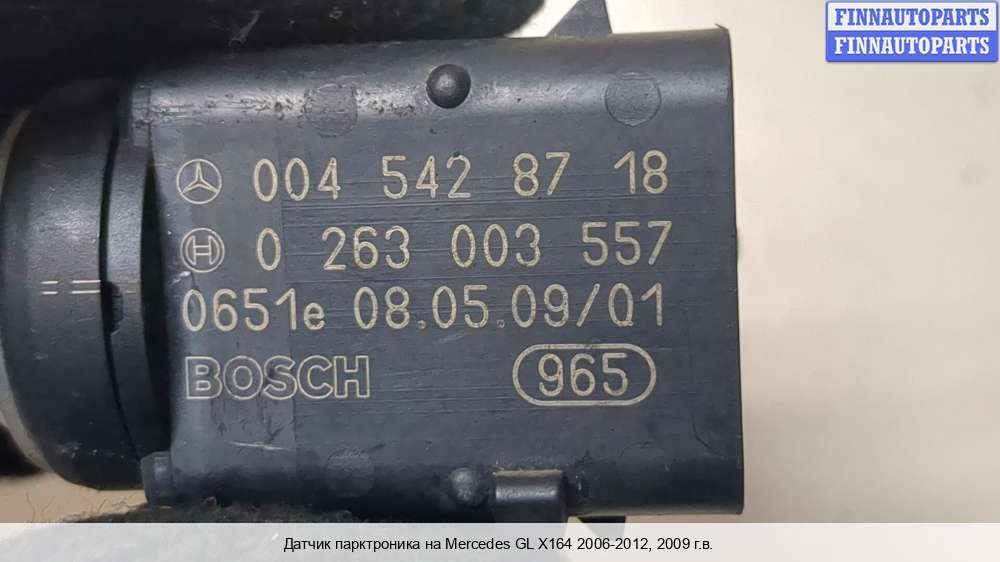 FINNAUTOPARTS
FINNAUTOPARTS
004 542 87 18
0 263 003 557
0651e 08.05.09/01
BOSCH 965
Датчик парктроника на Mercedes GL X164 2006-2012, 2009 г.в.